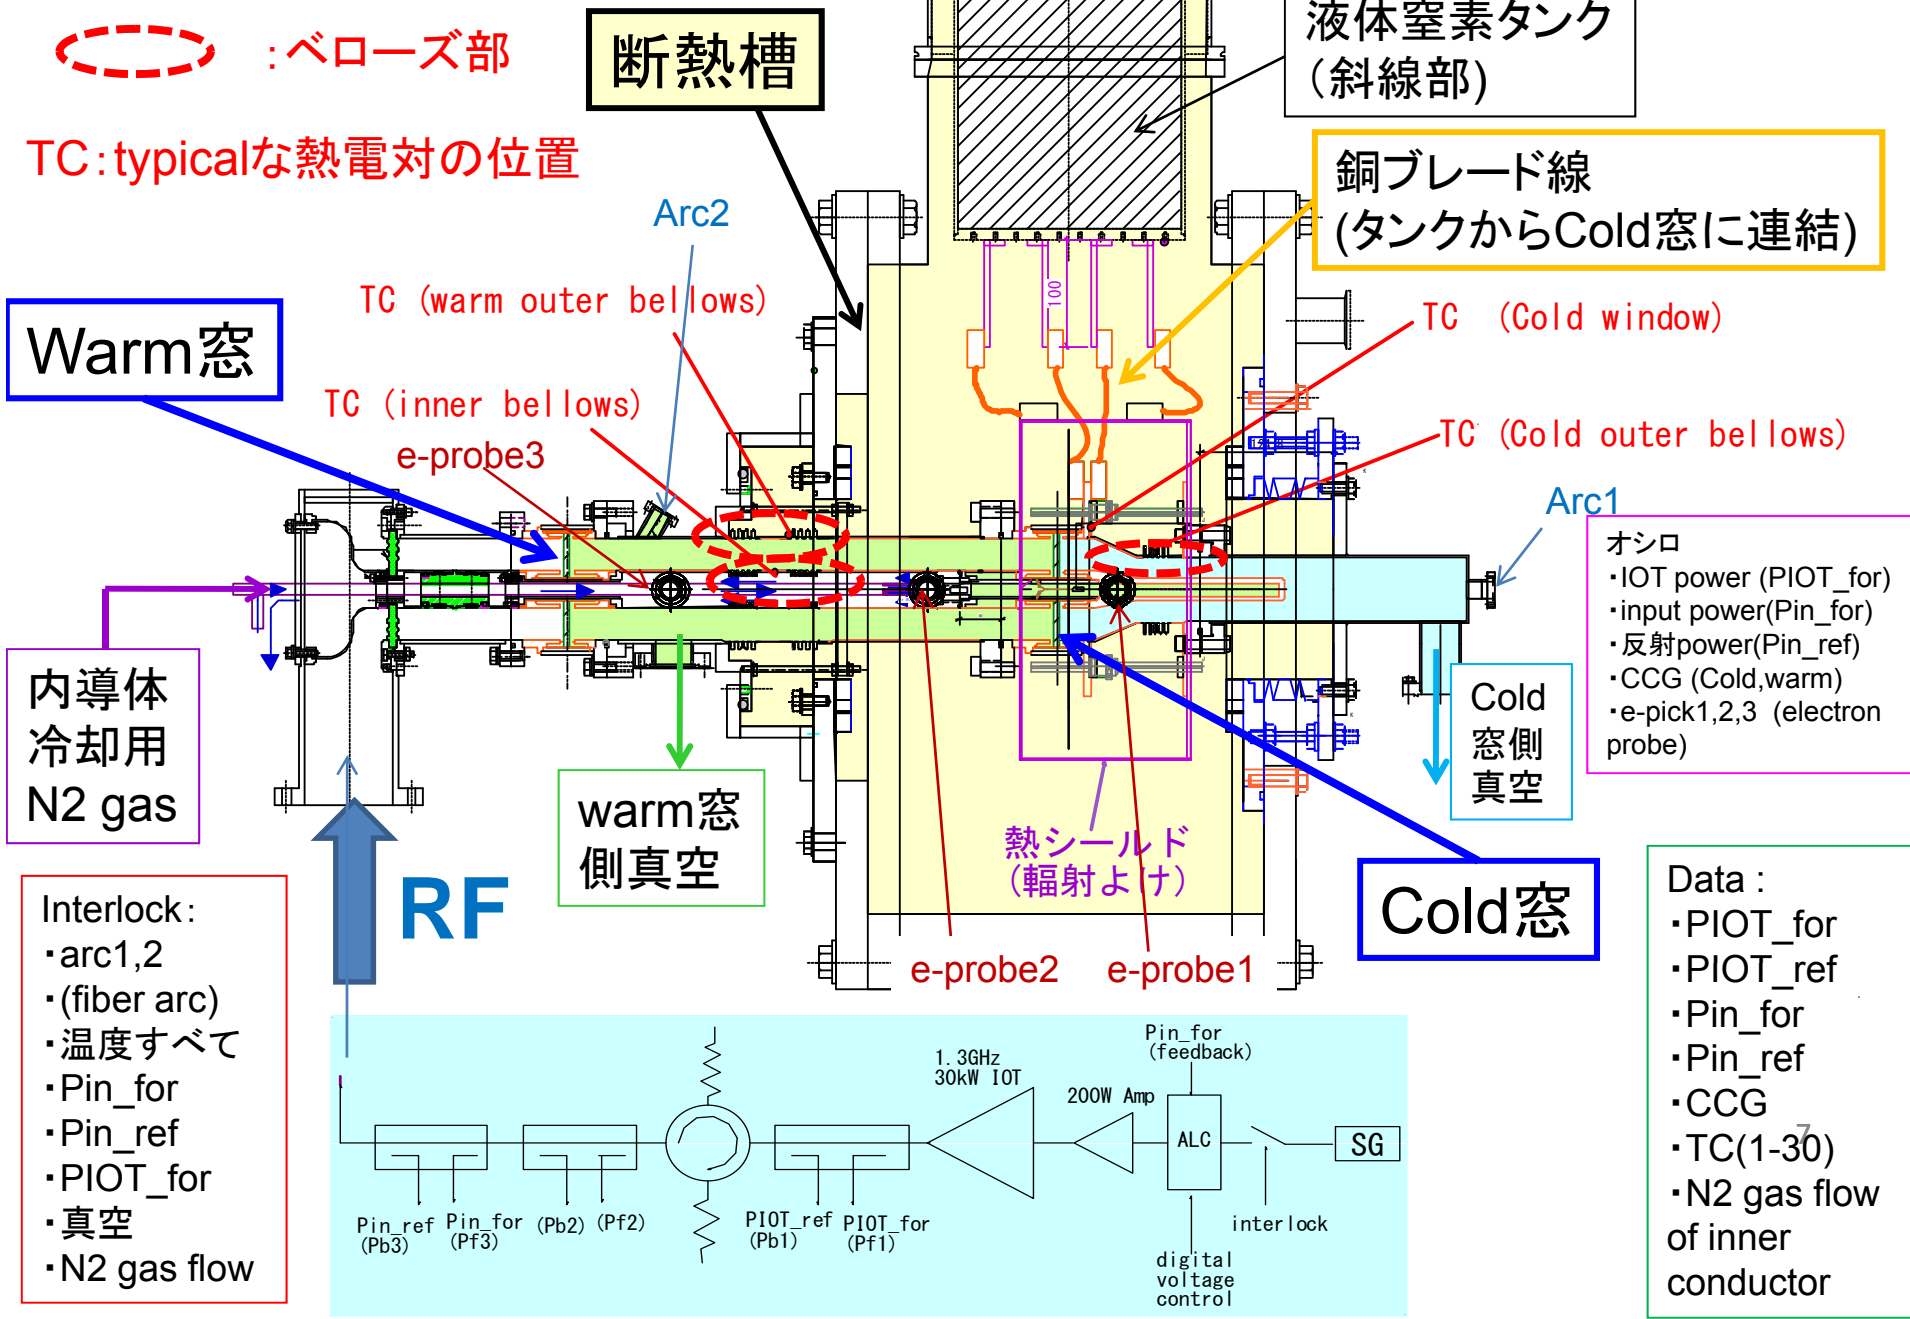 :ベローズ部
TC:typicalな熱電対の位置
断熱槽
液体窒素タンク
(斜線部)
銅ブレード線
(タンクからCold窓に連結)
Arc2
TC (warm outer bellows)
Warm窓
TC (inner bellows)
e-probe3
100
TC (Cold window)
TC (Cold outer bellows)
Arc1
オシロ
・IOT power (PIOT_for)
・input power(Pin_for)
・反射power(Pin_ref)
・CCG (Cold,warm)
・e-pick1,2,3 (electron
probe)
内導体
冷却用
N2 gas
warm窓
側真空
熱シールド
(輻射よけ)
Cold
窓側
真空
Cold窓
RF
e-probe2
e-probe1
Interlock:
・arc1,2
・(fiber arc)
・温度すべて
・Pin_for
・Pin_ref
・PIOT_for
・真空
・N2 gas flow
Pin_for
(feedback)
1.3GHz
30kW IOT
200W Amp
ALC
SG
Pin_ref
(Pb3)
Pin_for
(Pf3)
(Pb2)
(Pf2)
PIOT_ref
(Pb1)
PIOT_for
(Pf1)
interlock
digital
voltage
control
Data :
・PIOT_for
・PIOT_ref
・Pin_for
・Pin_ref
・CCG
・TC(1-30)
・N2 gas flow
of inner
conductor
7